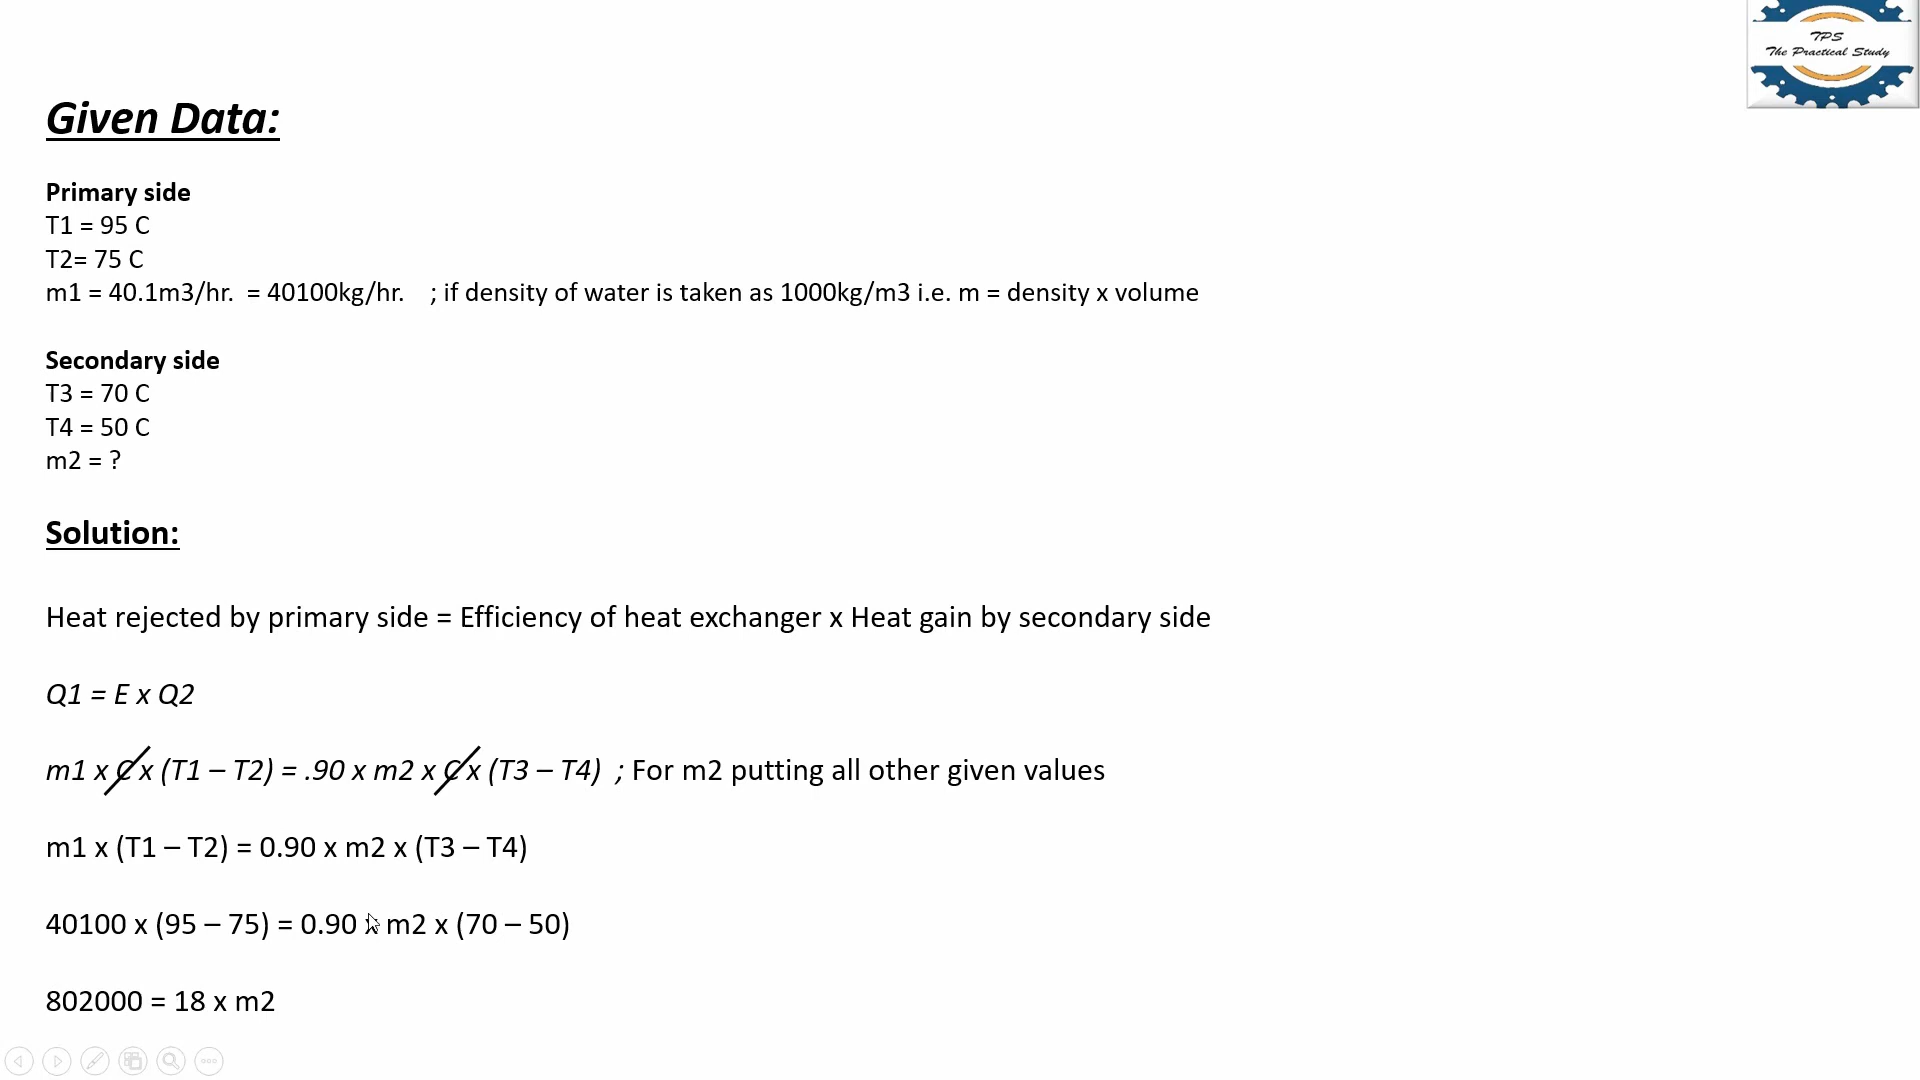 TPS
The Practical Study
Given Data:
Primary side
T1 = 95 C
T2= 75 C
m1 = 40.1m3/hr. = 40100kg/hr. ; if density of water is taken as 1000kg/m3 i.e. m = density x volume
Secondary side
T3 = 70 C
T4 = 50 C
m2 = ?
Solution:
Heat rejected by primary side = Efficiency of heat exchanger x Heat gain by secondary side
Q1 = E x Q2
m1 x C x (T1 – T2) = .90 x m2 x C x (T3 – T4) ; For m2 putting all other given values
m1 x (T1 – T2) = 0.90 x m2 x (T3 – T4)
40100 x (95 – 75) = 0.90 x m2 x (70 – 50)
802000 = 18 x m2